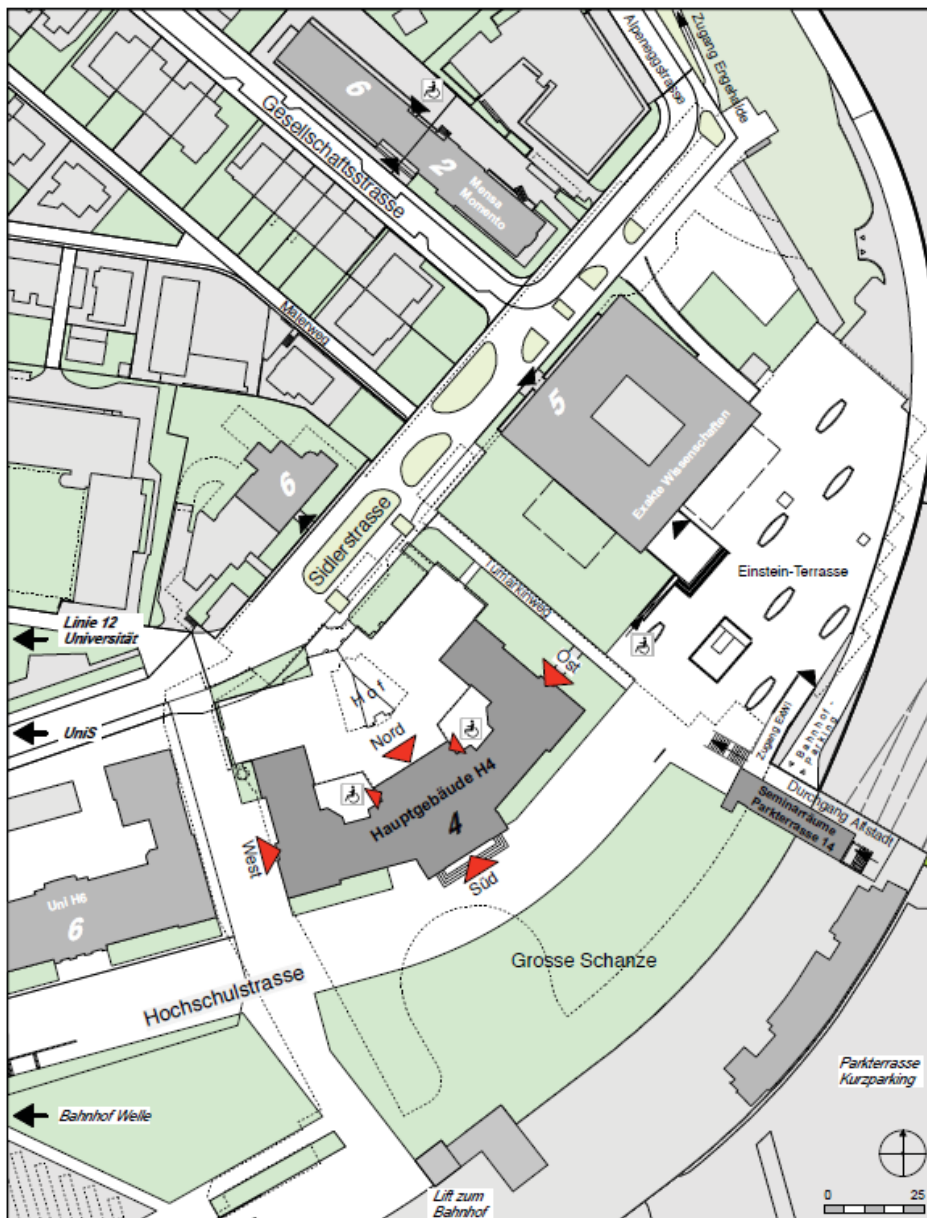 Alpeneggstrasse
Zugang Engehalde
6
Gesellschaftsstrasse
2
Mensa
Momento
Malerweg
5
Exakte Wissenschaften
6
Sidlerstrasse
Einstein-Terrasse
Tumarkinweg
Linie 12
Universität
Ost
Hof
UniS
Nord
Zugang ExWi
Bahnhof -
Parking
Hauptgebäude H4
4
Durchgang Altstadt
Seminarräume
Parkterrasse 14
West
Süd
Uni H6
6
Grosse Schanze
Hochschulstrasse
Parkterrasse
Kurzparking
Bahnhof Welle
Lift zum
Bahnhof
0 25